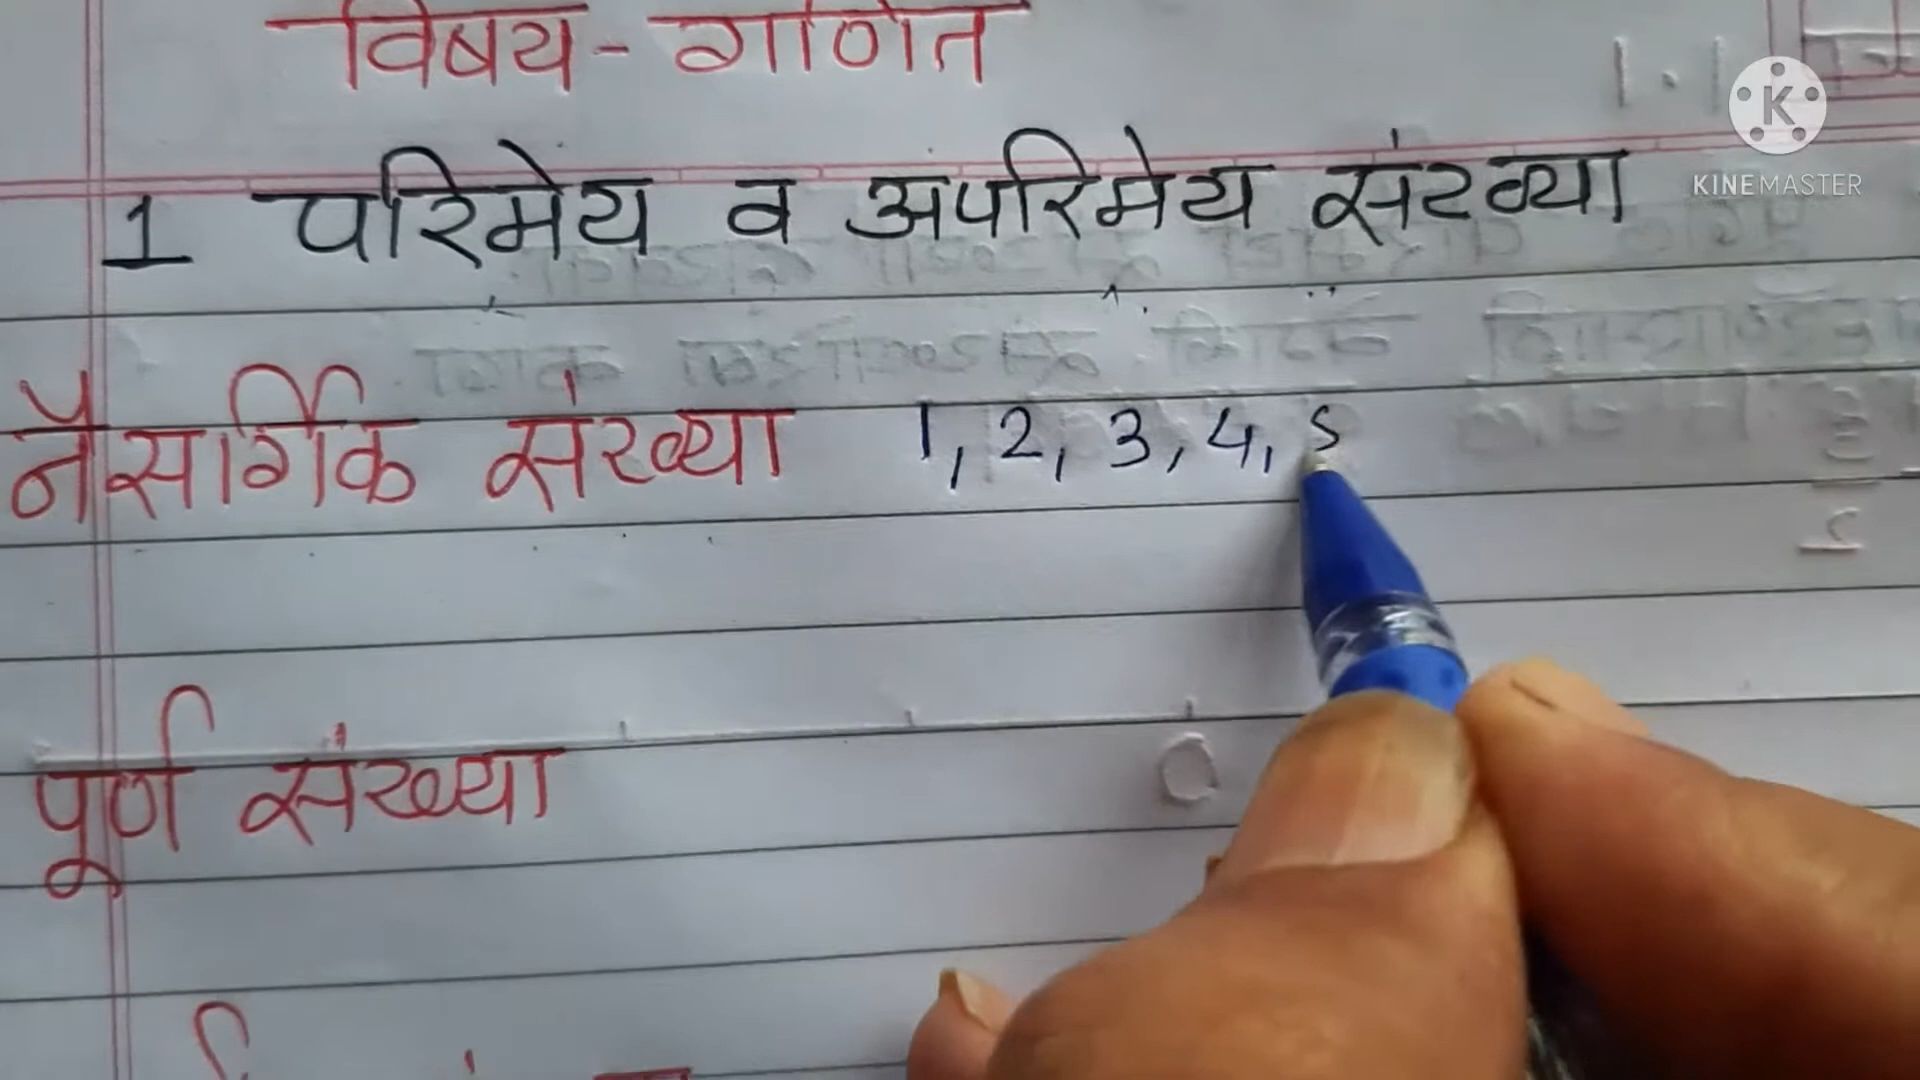 विषय - गणित
KINEMASTER
1 परिमेय व अपरिमेय संख्या
नैसर्गिक संख्या 1, 2, 3, 4, 5
पूर्ण संख्या